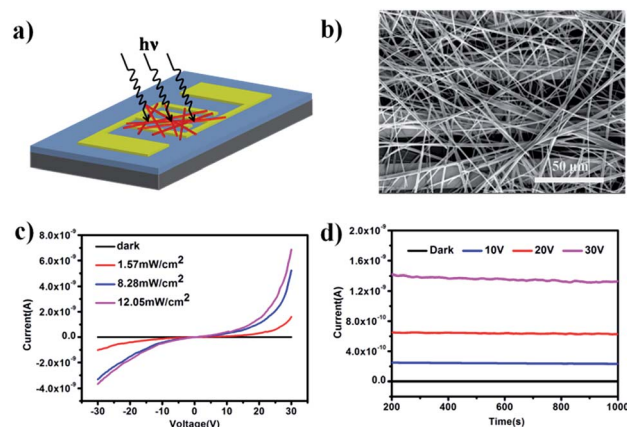 a)
hν
b)
50 μm
c)
8.0x10⁻⁹
6.0x10⁻⁹
4.0x10⁻⁹
2.0x10⁻⁹
0.0
-2.0x10⁻⁹
-4.0x10⁻⁹
Current(A)
dark
1.57mW/cm²
8.28mW/cm²
12.05mW/cm²
-30 -20 -10 0 10 20 30
Voltage(V)
d)
2.0x10⁻⁹
1.6x10⁻⁹
1.2x10⁻⁹
8.0x10⁻¹⁰
4.0x10⁻¹⁰
0.0
Current(A)
Dark 10V 20V 30V
200 400 600 800 1000
Time(s)